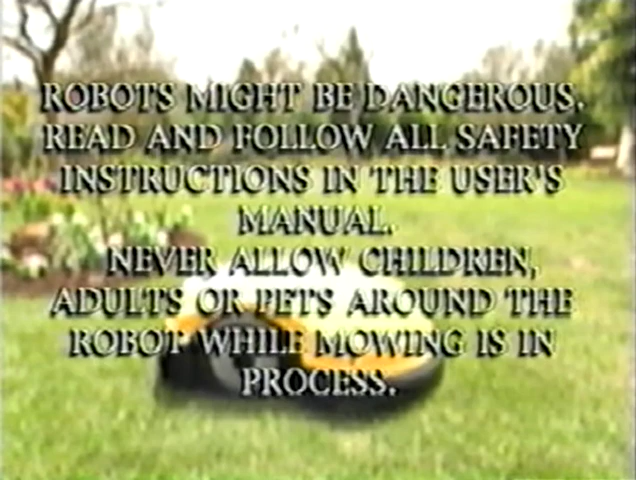 ROBOTS MIGHT BE DANGEROUS.
READ AND FOLLOW ALL SAFETY
INSTRUCTIONS IN THE USER'S
MANUAL.
NEVER ALLOW CHILDREN,
ADULTS OR PETS AROUND THE
ROBOT WHILE MOWING IS IN
PROCESS.